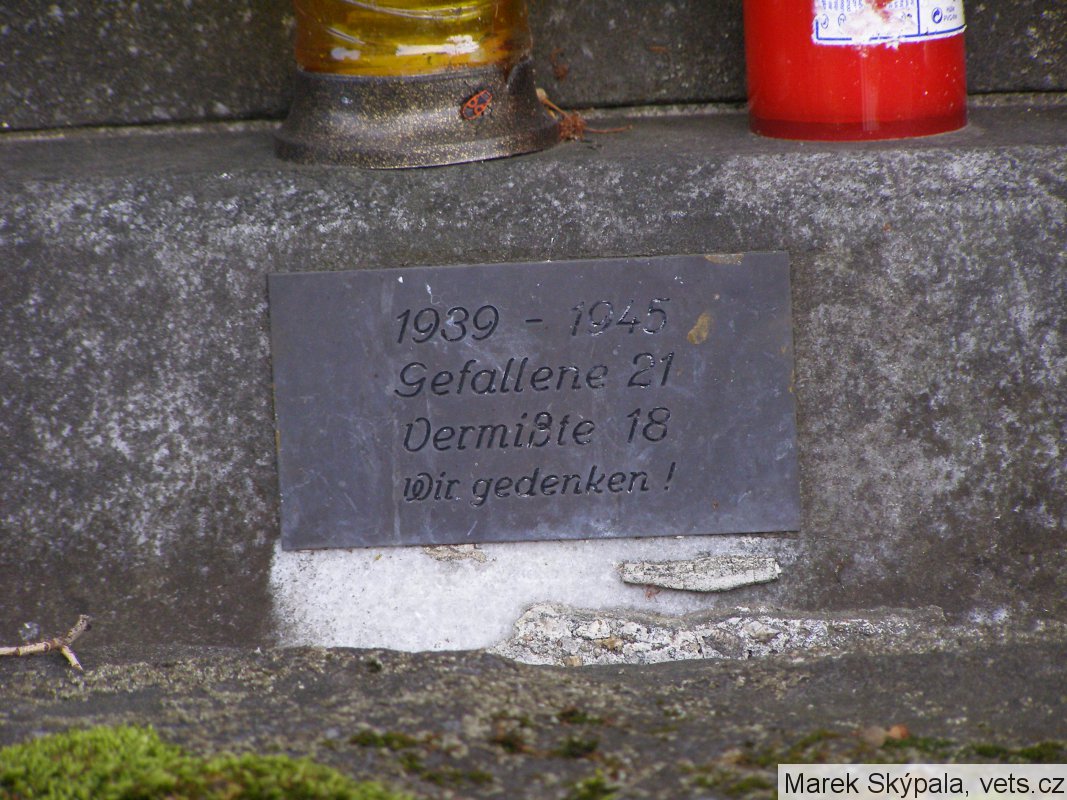 1939 - 1945
Gefallene 21
Vermißte 18
Wir gedenken !
Marek Skýpala, vets.cz